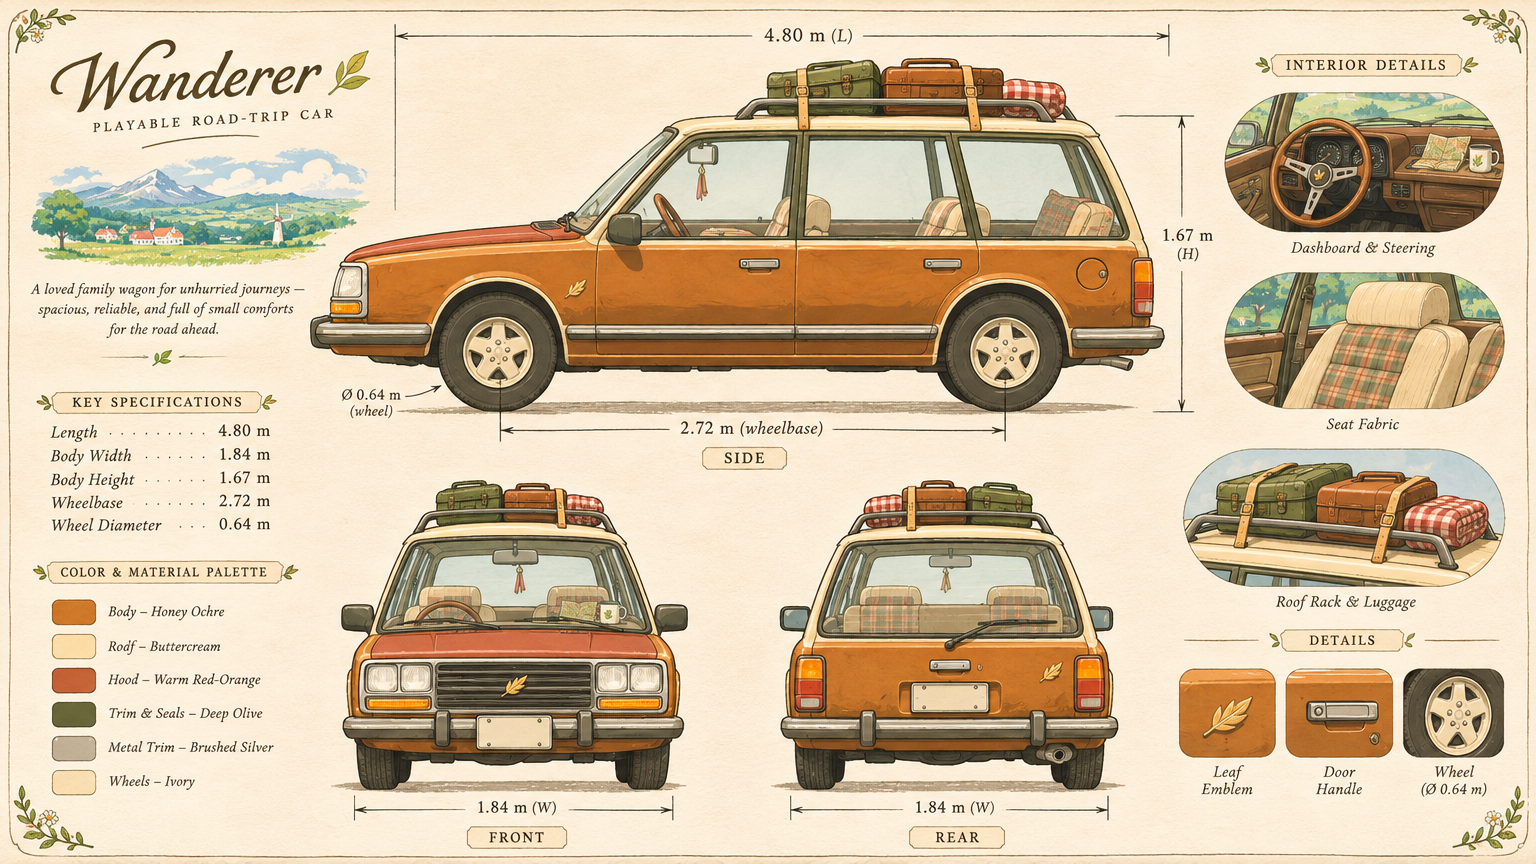 Wanderer
PLAYABLE ROAD-TRIP CAR
A loved family wagon for unhurried journeys –
spacious, reliable, and full of small comforts
for the road ahead.
KEY SPECIFICATIONS
Length 4.80 m
Body Width 1.84 m
Body Height 1.67 m
Wheelbase 2.72 m
Wheel Diameter 0.64 m
COLOR & MATERIAL PALETTE
Body – Honey Ochre
Rodf – Buttercream
Hood – Warm Red-Orange
Trim & Seals – Deep Olive
Metal Trim – Brushed Silver
Wheels – Ivory
4.80 m (L)
1.67 m
(H)
Ø 0.64 m
(wheel)
2.72 m (wheelbase)
SIDE
1.84 m (W)
FRONT
1.84 m (W)
REAR
INTERIOR DETAILS
Dashboard & Steering
Seat Fabric
Roof Rack & Luggage
DETAILS
Leaf
Emblem
Door
Handle
Wheel
(Ø 0.64 m)